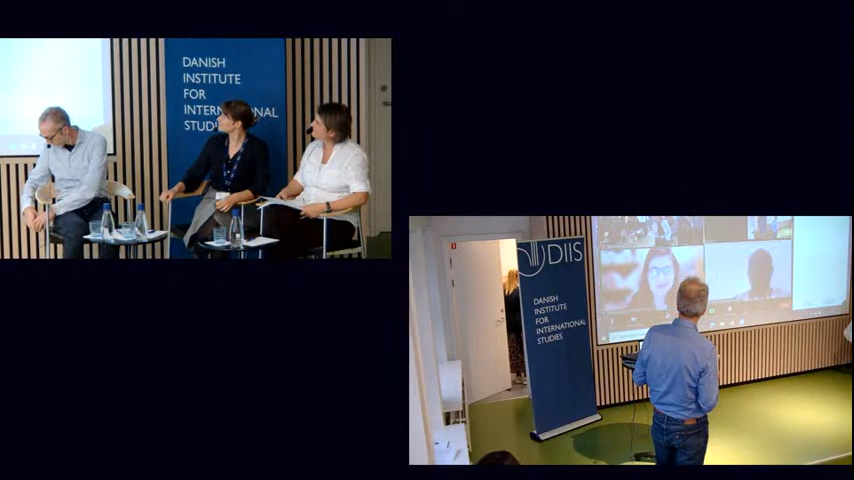 DANISH
INSTITUTE
FOR
INTERNATIONAL
STUDIES
DIIS
DANISH
INSTITUTE
FOR
INTERNATIONAL
STUDIES